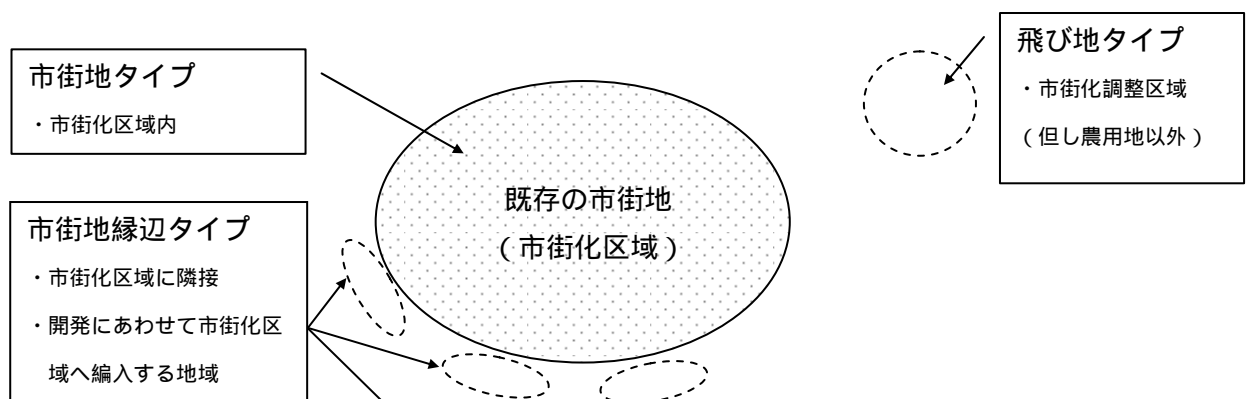 市街地タイプ
・市街化区域内
市街地縁辺タイプ
・市街化区域に隣接
・開発にあわせて市街化区
域へ編入する地域
既存の市街地
(市街化区域)
飛び地タイプ
・市街化調整区域
(但し農用地以外)